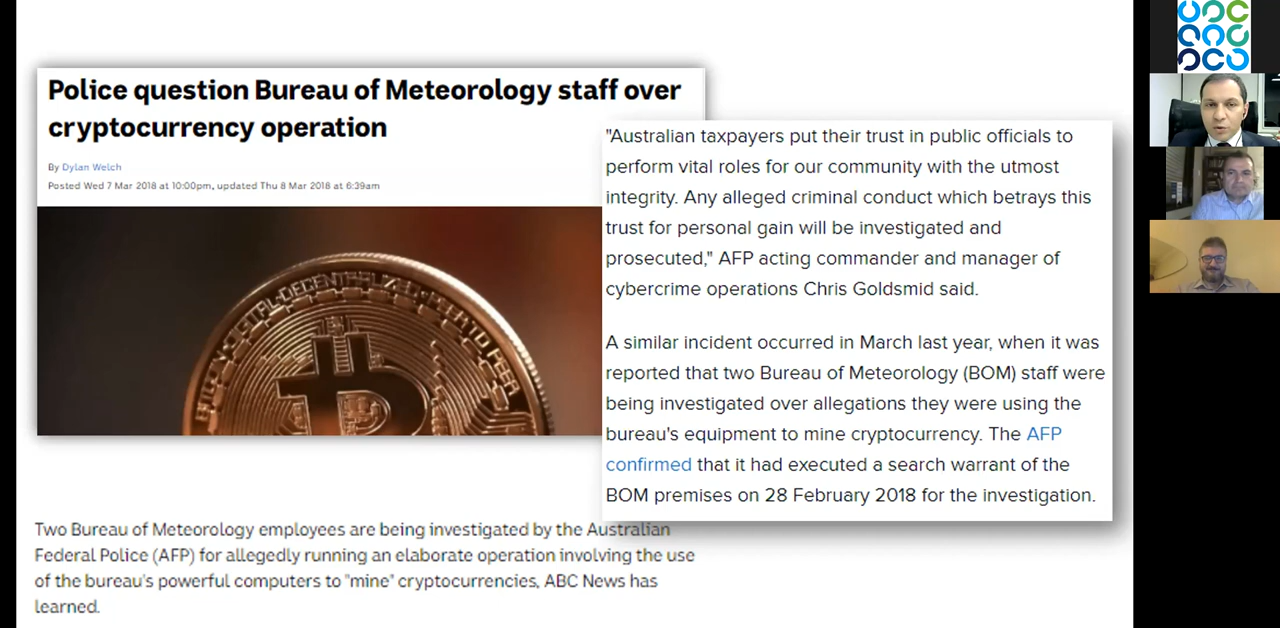 Police question Bureau of Meteorology staff over
cryptocurrency operation
By Dylan Welch
Posted Wed 7 Mar 2018 at 10:00pm, updated Thu 8 Mar 2018 at 6:39am
"Australian taxpayers put their trust in public officials to
perform vital roles for our community with the utmost
integrity. Any alleged criminal conduct which betrays this
trust for personal gain will be investigated and
prosecuted," AFP acting commander and manager of
cybercrime operations Chris Goldsmid said.
A similar incident occurred in March last year, when it was
reported that two Bureau of Meteorology (BOM) staff were
being investigated over allegations they were using the
bureau's equipment to mine cryptocurrency. The AFP
confirmed that it had executed a search warrant of the
BOM premises on 28 February 2018 for the investigation.
Two Bureau of Meteorology employees are being investigated by the Australian
Federal Police (AFP) for allegedly running an elaborate operation involving the use
of the bureau's powerful computers to "mine" cryptocurrencies, ABC News has
learned.